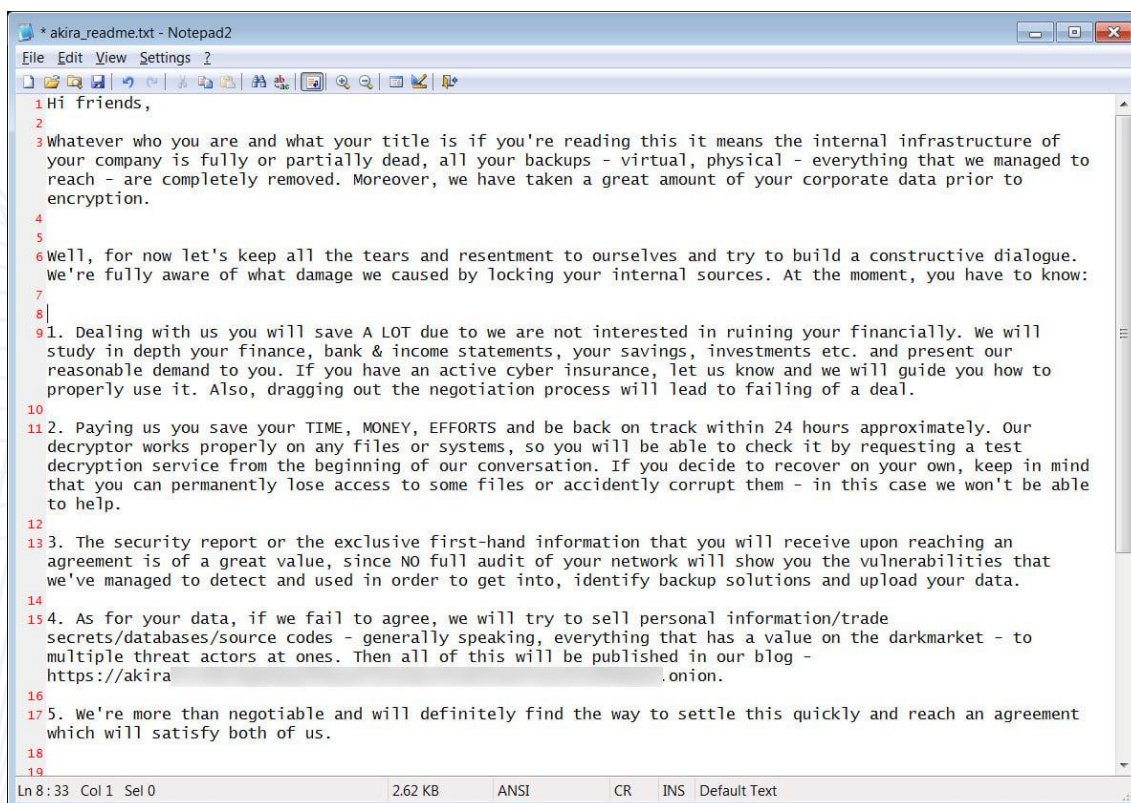 * akira_readme.txt - Notepad2
File Edit View Settings ?
1 Hi friends,
2
3 Whatever who you are and what your title is if you're reading this it means the internal infrastructure of
your company is fully or partially dead, all your backups - virtual, physical - everything that we managed to
reach - are completely removed. Moreover, we have taken a great amount of your corporate data prior to
encryption.
4
5
6 Well, for now let's keep all the tears and resentment to ourselves and try to build a constructive dialogue.
We're fully aware of what damage we caused by locking your internal sources. At the moment, you have to know:
7
8
9 1. Dealing with us you will save A LOT due to we are not interested in ruining your financially. We will
study in depth your finance, bank & income statements, your savings, investments etc. and present our
reasonable demand to you. If you have an active cyber insurance, let us know and we will guide you how to
properly use it. Also, dragging out the negotiation process will lead to failing of a deal.
10
11 2. Paying us you save your TIME, MONEY, EFFORTS and be back on track within 24 hours approximately. Our
decryptor works properly on any files or systems, so you will be able to check it by requesting a test
decryption service from the beginning of our conversation. If you decide to recover on your own, keep in mind
that you can permanently lose access to some files or accidently corrupt them - in this case we won't be able
to help.
12
13 3. The security report or the exclusive first-hand information that you will receive upon reaching an
agreement is of a great value, since NO full audit of your network will show you the vulnerabilities that
we've managed to detect and used in order to get into, identify backup solutions and upload your data.
14
15 4. As for your data, if we fail to agree, we will try to sell personal information/trade
secrets/databases/source codes - generally speaking, everything that has a value on the darkmarket - to
multiple threat actors at ones. Then all of this will be published in our blog -
https://akira .onion.
16
17 5. We're more than negotiable and will definitely find the way to settle this quickly and reach an agreement
which will satisfy both of us.
18
19
Ln 8 : 33 Col 1 Sel 0 2.62 KB ANSI CR INS Default Text